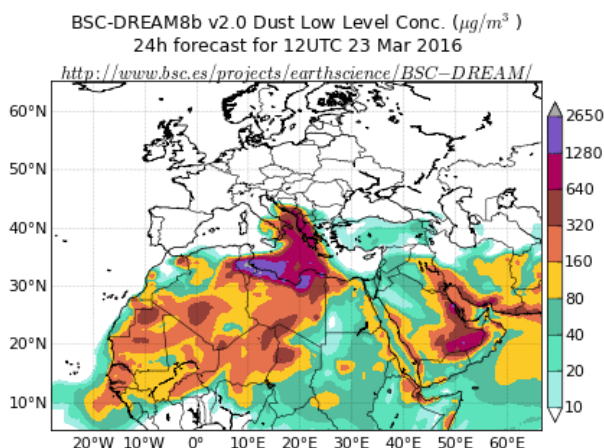 BSC-DREAM8b v2.0 Dust Low Level Conc. (μg/m³ )
24h forecast for 12UTC 23 Mar 2016
http://www.bsc.es/projects/earthscience/BSC−DREAM/
60°N
50°N
40°N
30°N
20°N
10°N
20°W 10°W 0° 10°E 20°E 30°E 40°E 50°E 60°E
2650
1280
640
320
160
80
40
20
10